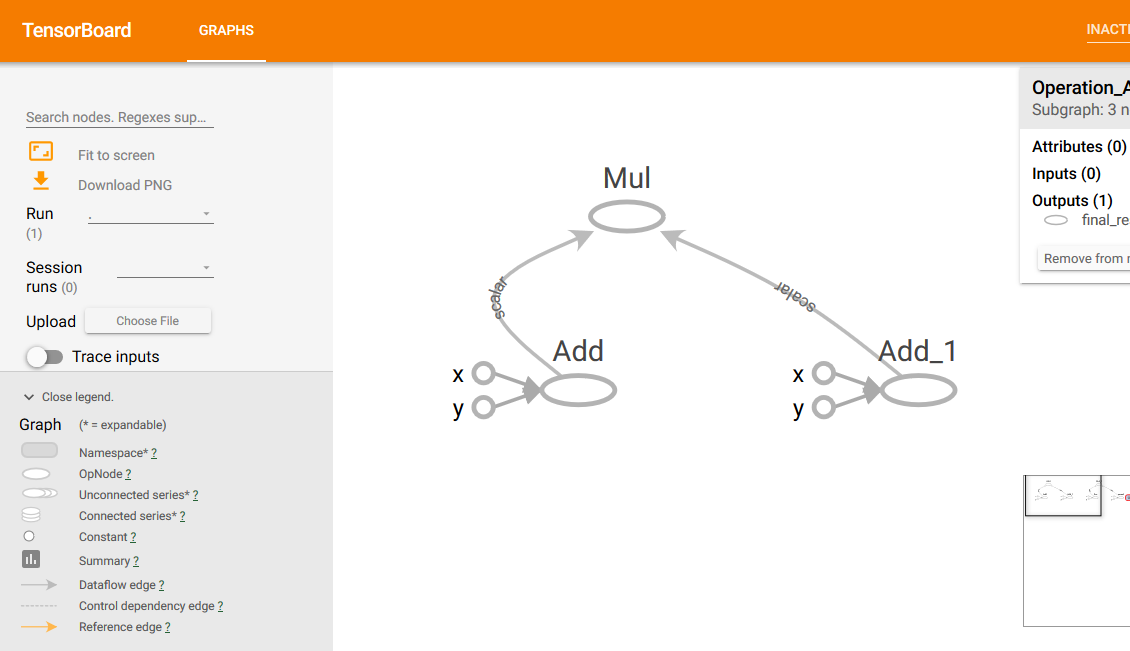 TensorBoard
GRAPHS
INACTI
Search nodes. Regexes sup...
Fit to screen
Download PNG
Run
(1)
.
Session
runs (0)
Upload
Choose File
Trace inputs
Close legend.
Graph
(* = expandable)
Namespace* ?
OpNode ?
Unconnected series* ?
Connected series* ?
Constant ?
Summary ?
Dataflow edge ?
Control dependency edge ?
Reference edge ?
Mul
scalar
scalar
Add
x
y
Add_1
x
y
Operation_A
Subgraph: 3 n
Attributes (0)
Inputs (0)
Outputs (1)
final_re
Remove from r